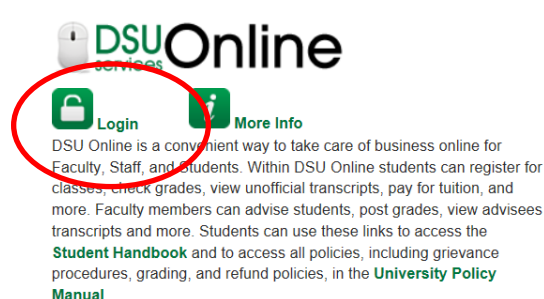 DSU Online
services
Login More Info
DSU Online is a convenient way to take care of business online for
Faculty, Staff, and Students. Within DSU Online students can register for
classes, check grades, view unofficial transcripts, pay for tuition, and
more. Faculty members can advise students, post grades, view advisees
transcripts and more. Students can use these links to access the
Student Handbook and to access all policies, including grievance
procedures, grading, and refund policies, in the University Policy
Manual